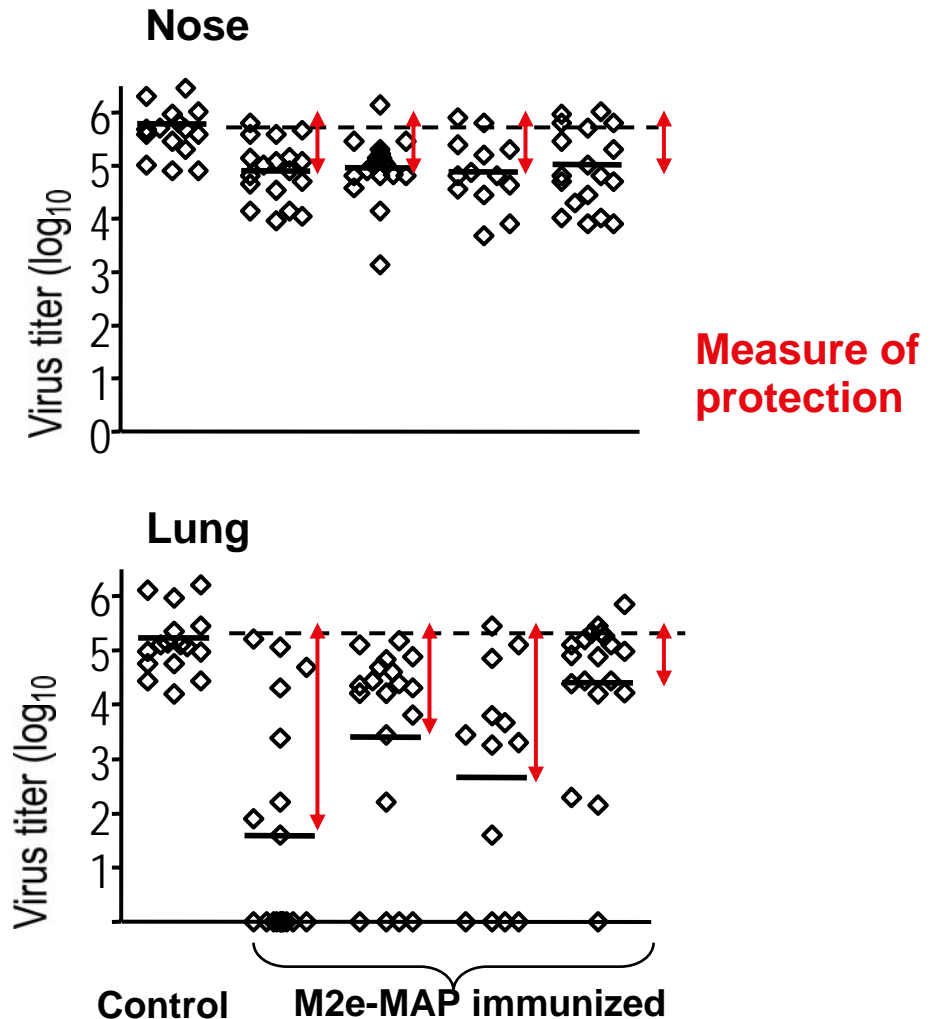 Nose
Virus titer (log10
6
5
4
3
2
1
0
Measure of
protection
Lung
Virus titer (log10
6
5
4
3
2
1
Control
M2e-MAP immunized